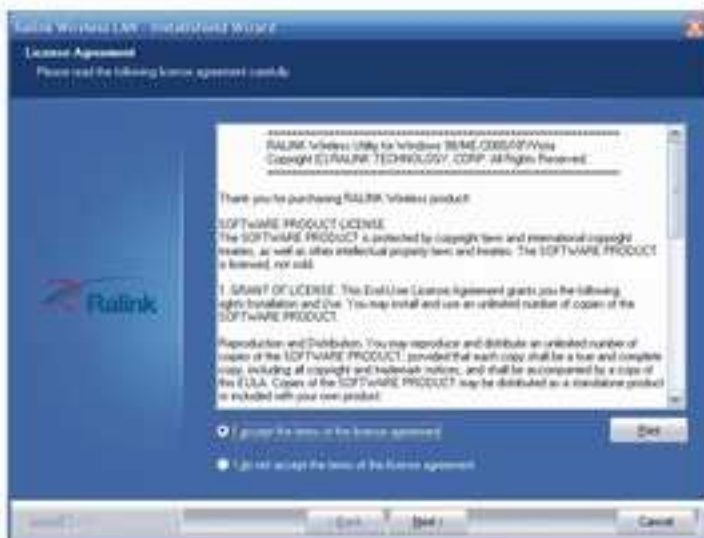 Ralink Wireless LAN - InstallShield Wizard
License Agreement
Please read the following license agreement carefully.
RALINK Wireless Utility for Windows 98/ME/2000/XP/Vista
Copyright (C) RALINK TECHNOLOGY, CORP. All Rights Reserved.
Thank you for purchasing RALINK Wireless product!
SOFTWARE PRODUCT LICENSE
The SOFTWARE PRODUCT is protected by copyright laws and international copyright
treaties, as well as other intellectual property laws and treaties. The SOFTWARE PRODUCT
is licensed, not sold.
1. GRANT OF LICENSE. This End-User License Agreement grants you the following
rights: Installation and Use. You may install and use an unlimited number of copies of the
SOFTWARE PRODUCT.
Reproduction and Distribution. You may reproduce and distribute an unlimited number of
copies of the SOFTWARE PRODUCT; provided that each copy shall be a true and complete
copy, including all copyright and trademark notices, and shall be accompanied by a copy of
this EULA. Copies of the SOFTWARE PRODUCT may be distributed as a standalone product
or included with your own product.
Ralink
I accept the terms of the license agreement
Print
I do not accept the terms of the license agreement
< Back
Next >
Cancel